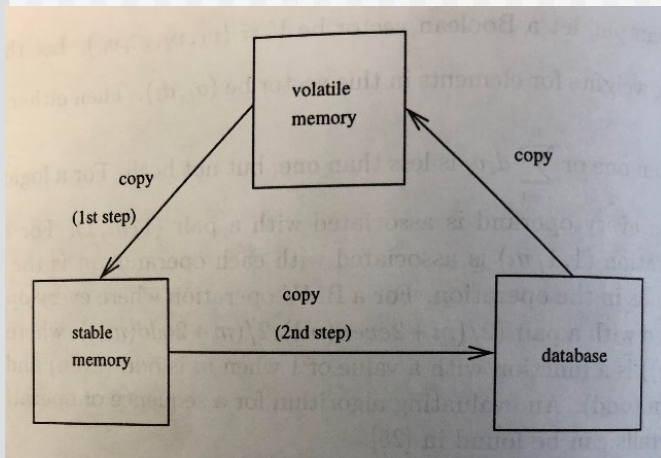 volatile
memory
copy
copy
(1st step)
copy
(2nd step)
stable
memory
database